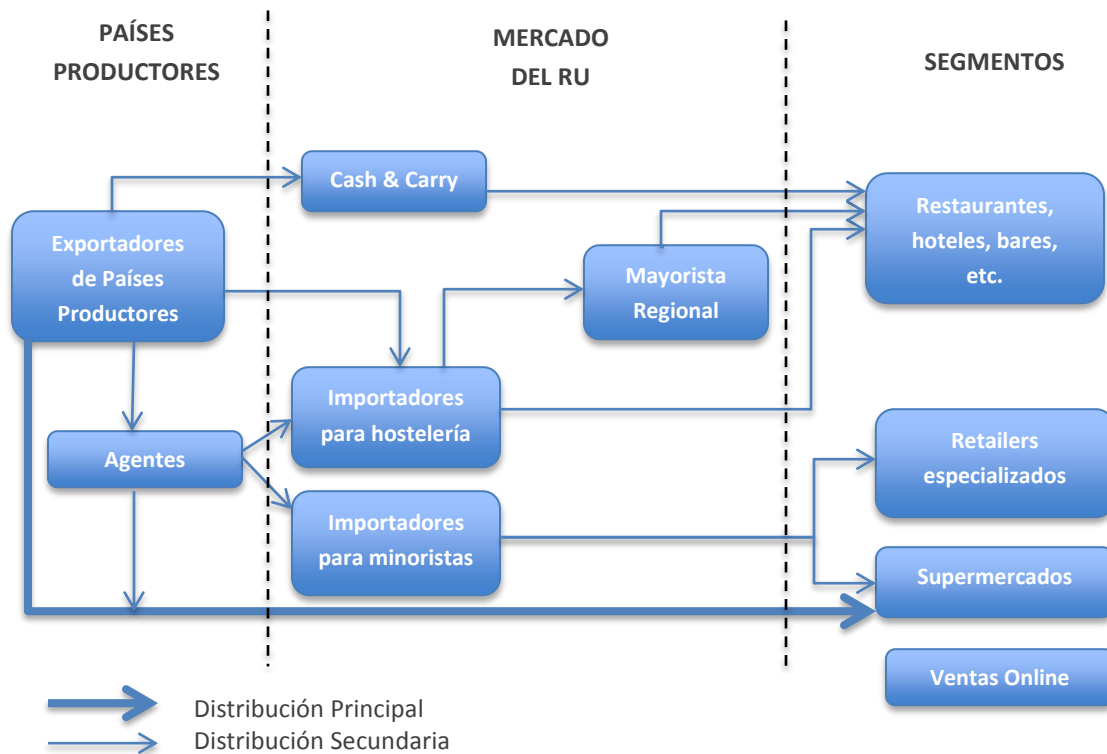 PAÍSES
PRODUCTORES
MERCADO
DEL RU
SEGMENTOS
Cash & Carry
Exportadores
de Países
Productores
Mayorista
Regional
Restaurantes,
hoteles, bares,
etc.
Importadores
para hostelería
Agentes
Importadores
para minoristas
Retailers
especializados
Supermercados
Ventas Online
Distribución Principal
Distribución Secundaria